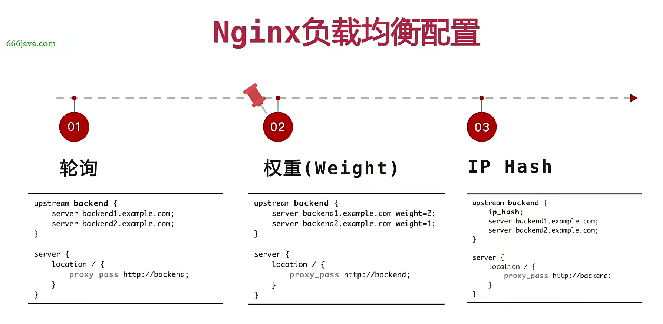 Nginx负载均衡配置
666java.com
01
02
03
轮询
权重(Weight)
IP Hash
upstream backend {
server backend1.example.com;
server backend2.example.com;
}
server {
location / {
proxy_pass http://backend;
}
}
upstream backend {
server backend1.example.com weight=2;
server backend2.example.com weight=1;
}
server {
location / {
proxy_pass http://backend;
}
}
upstream backend {
ip_hash;
server backend1.example.com;
server backend2.example.com;
}
server {
location / {
proxy_pass http://backend;
}
}